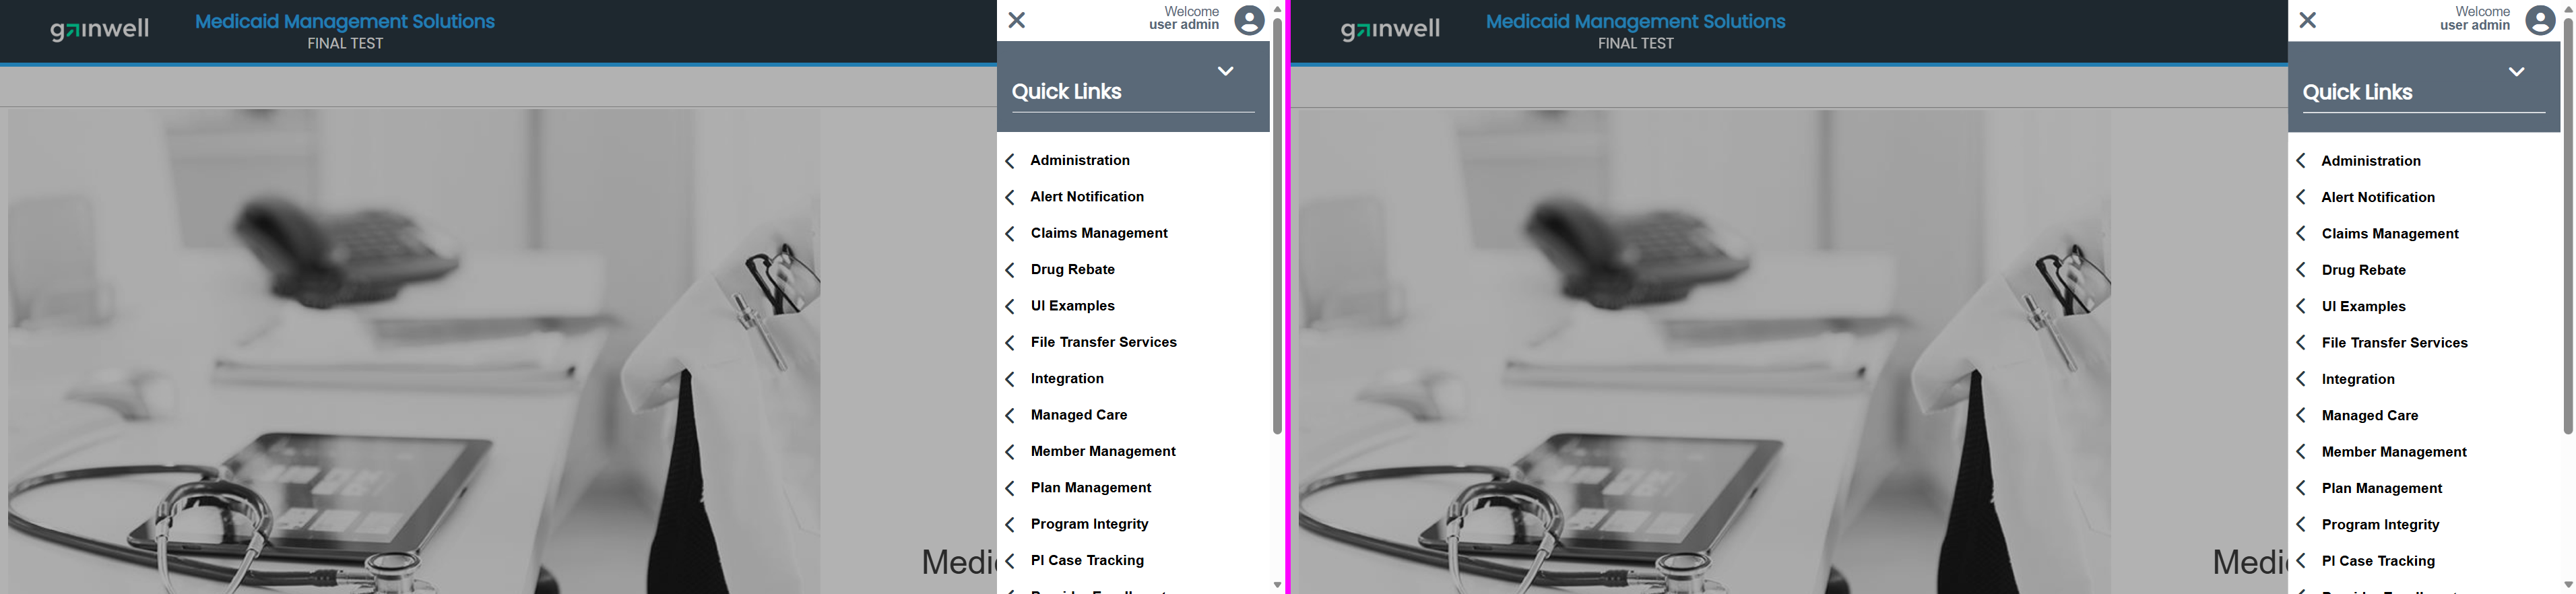 gainwell
Medicaid Management Solutions
FINAL TEST
Welcome
user admin
Quick Links
Administration
Alert Notification
Claims Management
Drug Rebate
UI Examples
File Transfer Services
Integration
Managed Care
Member Management
Plan Management
Program Integrity
PI Case Tracking
Medic
gainwell
Medicaid Management Solutions
FINAL TEST
Welcome
user admin
Quick Links
Administration
Alert Notification
Claims Management
Drug Rebate
UI Examples
File Transfer Services
Integration
Managed Care
Member Management
Plan Management
Program Integrity
PI Case Tracking
Medi